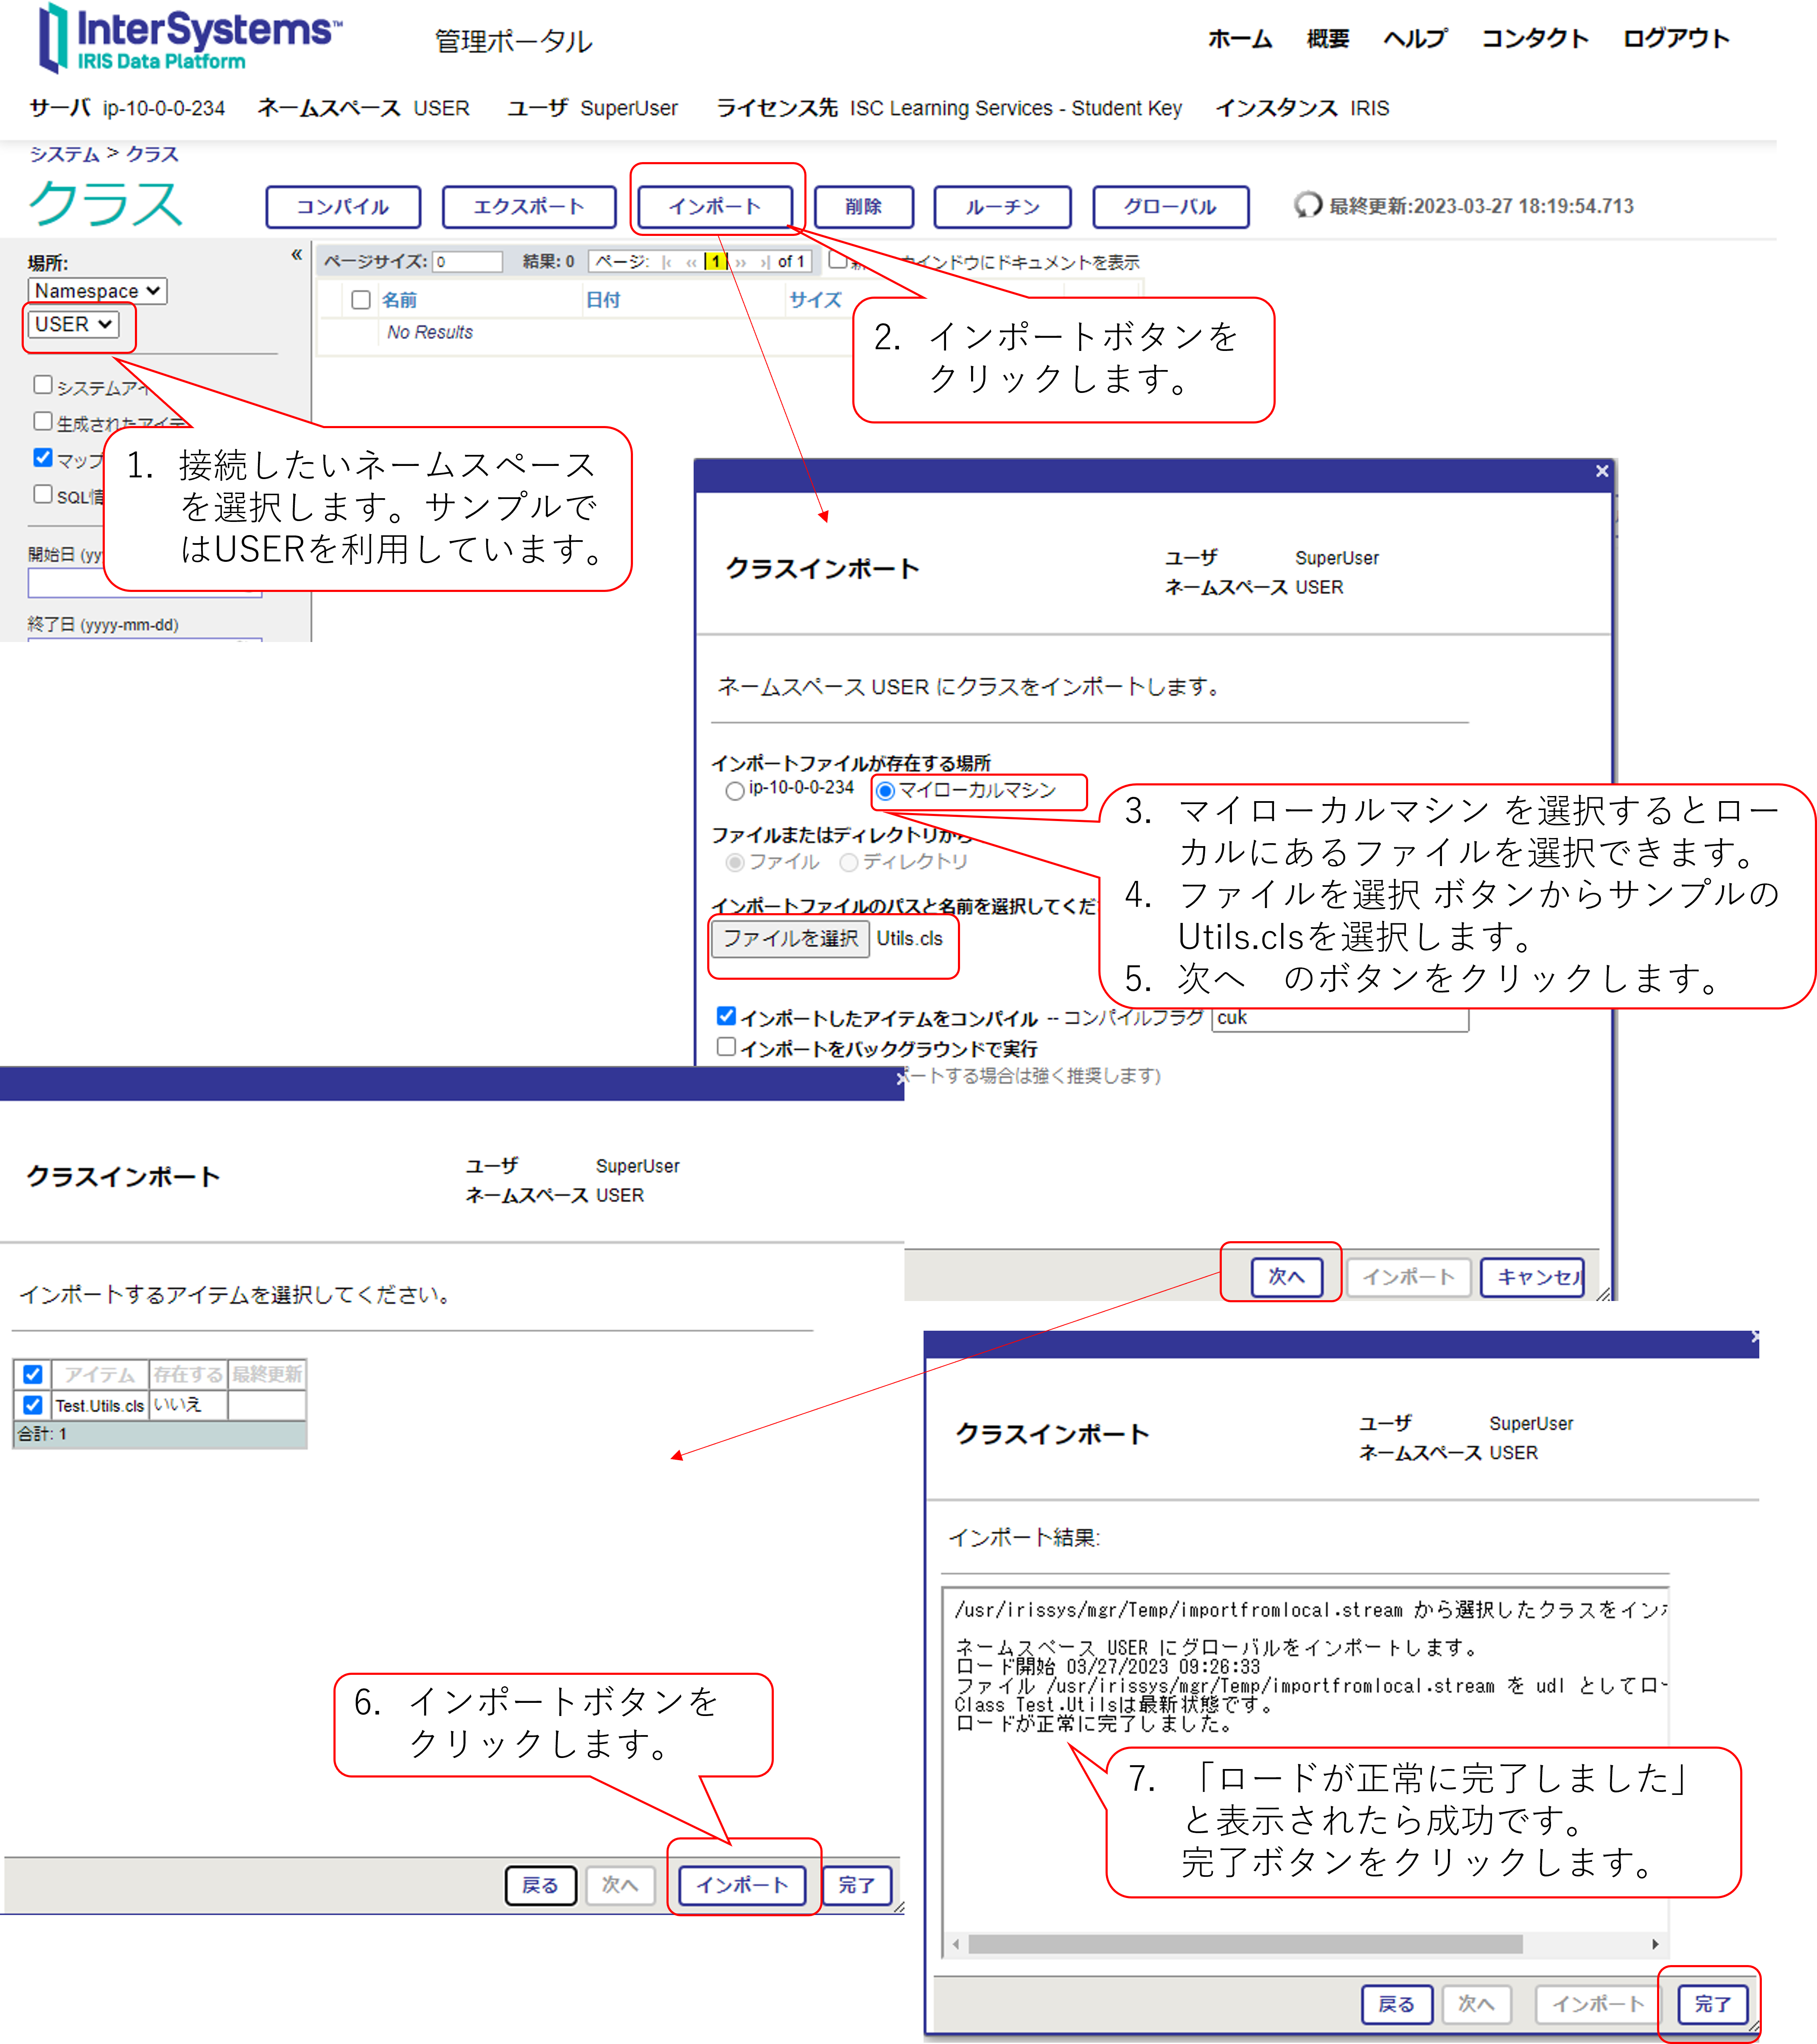 InterSystems™
IRIS Data Platform
管理ポータル
ホーム 概要 ヘルプ コンタクト ログアウト
サーバ ip-10-0-0-234 ネームスペース USER ユーザ SuperUser ライセンス先 ISC Learning Services - Student Key インスタンス IRIS
システム > クラス
クラス
コンパイル エクスポート インポート 削除 ルーチン グローバル 最終更新:2023-03-27 18:19:54.713
場所:
Namespace
USER
«
ページサイズ: 0 結果: 0 ページ: |‹ ‹‹ 1 ›› ›| of 1 インドウにドキュメントを表示
名前 日付 サイズ
No Results
システムアイ
生成されたアイテ
マップ
SQL情
開始日 (yy
終了日 (yyyy-mm-dd)
1. 接続したいネームスペース
を選択します。サンプルで
はUSERを利用しています。
2. インポートボタンを
クリックします。
×
クラスインポート
ユーザ SuperUser
ネームスペース USER
ネームスペース USER にクラスをインポートします。
インポートファイルが存在する場所
ip-10-0-0-234 マイローカルマシン
ファイルまたはディレクトリから
ファイル ディレクトリ
インポートファイルのパスと名前を選択してくだ
ファイルを選択 Utils.cls
インポートしたアイテムをコンパイル -- コンパイルフラグ cuk
インポートをバックグラウンドで実行
ートする場合は強く推奨します)
3. マイローカルマシン を選択するとロー
カルにあるファイルを選択できます。
4. ファイルを選択 ボタンからサンプルの
Utils.clsを選択します。
5. 次へ のボタンをクリックします。
次へ インポート キャンセル
×
クラスインポート
ユーザ SuperUser
ネームスペース USER
インポートするアイテムを選択してください。
アイテム 存在する 最終更新
Test.Utils.cls いいえ
合計: 1
6. インポートボタンを
クリックします。
戻る 次へ インポート 完了
クラスインポート
ユーザ SuperUser
ネームスペース USER
インポート結果:
/usr/irissys/mgr/Temp/importfromlocal.stream から選択したクラスをイン
ネームスペース USER にグローバルをインポートします。
ロード開始 03/27/2023 09:26:33
ファイル /usr/irissys/mgr/Temp/importfromlocal.stream を udl としてロー
Class Test.Utilsは最新状態です。
ロードが正常に完了しました。
7. 「ロードが正常に完了しました」
と表示されたら成功です。
完了ボタンをクリックします。
戻る 次へ インポート 完了